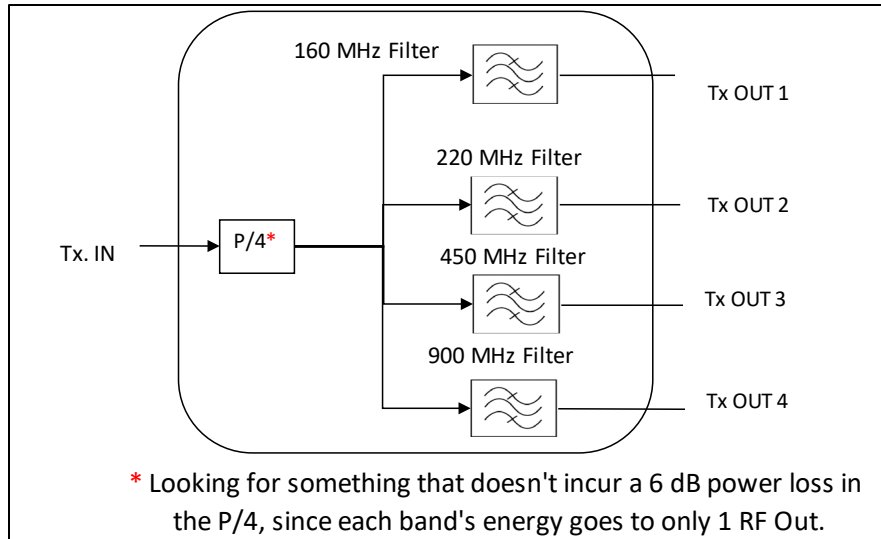 160 MHz Filter
Tx OUT 1
220 MHz Filter
Tx OUT 2
P/4*
Tx. IN
450 MHz Filter
Tx OUT 3
900 MHz Filter
Tx OUT 4
* Looking for something that doesn't incur a 6 dB power loss in
the P/4, since each band's energy goes to only 1 RF Out.